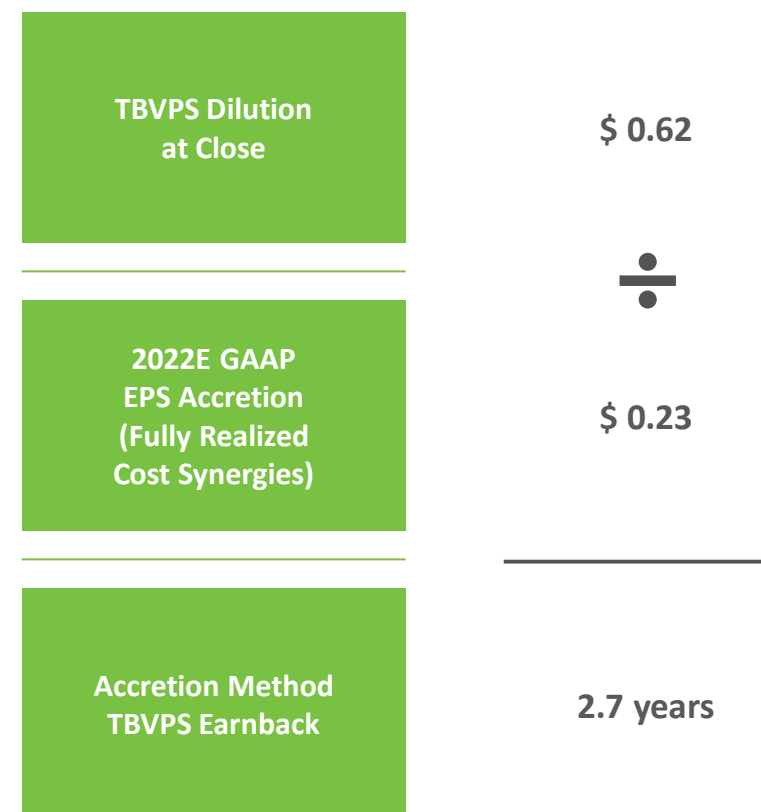 TBVPS Dilution
at Close
$ 0.62
÷
2022E GAAP
EPS Accretion
(Fully Realized
Cost Synergies)
$ 0.23
Accretion Method
TBVPS Earnback
2.7 years